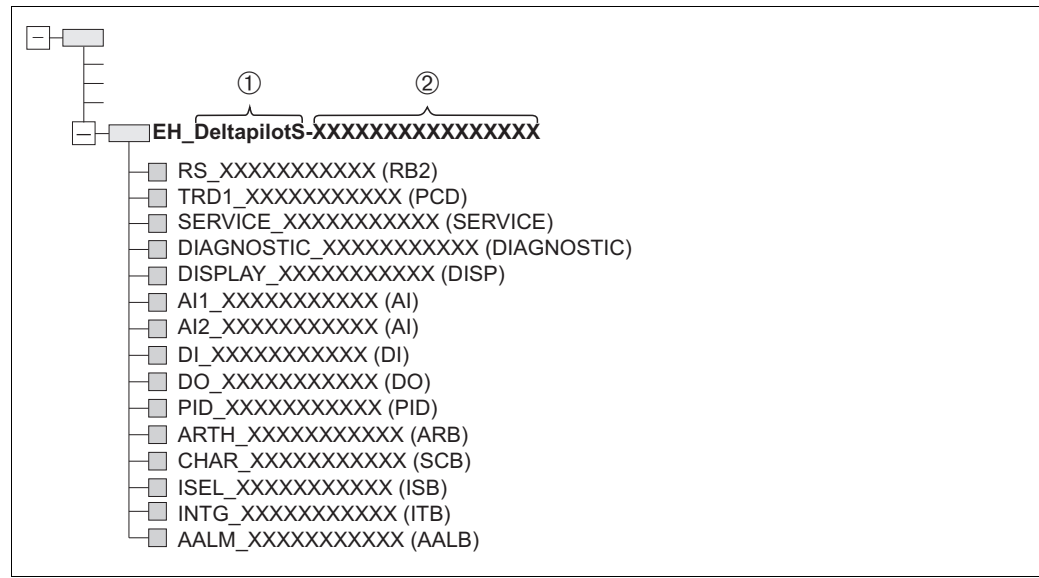 ① ②
EH_DeltapilotS-XXXXXXXXXXXXXXXX
RS_XXXXXXXXXXX (RB2)
TRD1_XXXXXXXXXXX (PCD)
SERVICE_XXXXXXXXXXX (SERVICE)
DIAGNOSTIC_XXXXXXXXXXX (DIAGNOSTIC)
DISPLAY_XXXXXXXXXXX (DISP)
AI1_XXXXXXXXXXX (AI)
AI2_XXXXXXXXXXX (AI)
DI_XXXXXXXXXXX (DI)
DO_XXXXXXXXXXX (DO)
PID_XXXXXXXXXXX (PID)
ARTH_XXXXXXXXXXX (ARB)
CHAR_XXXXXXXXXXX (SCB)
ISEL_XXXXXXXXXXX (ISB)
INTG_XXXXXXXXXXX (ITB)
AALM_XXXXXXXXXXX (AALB)